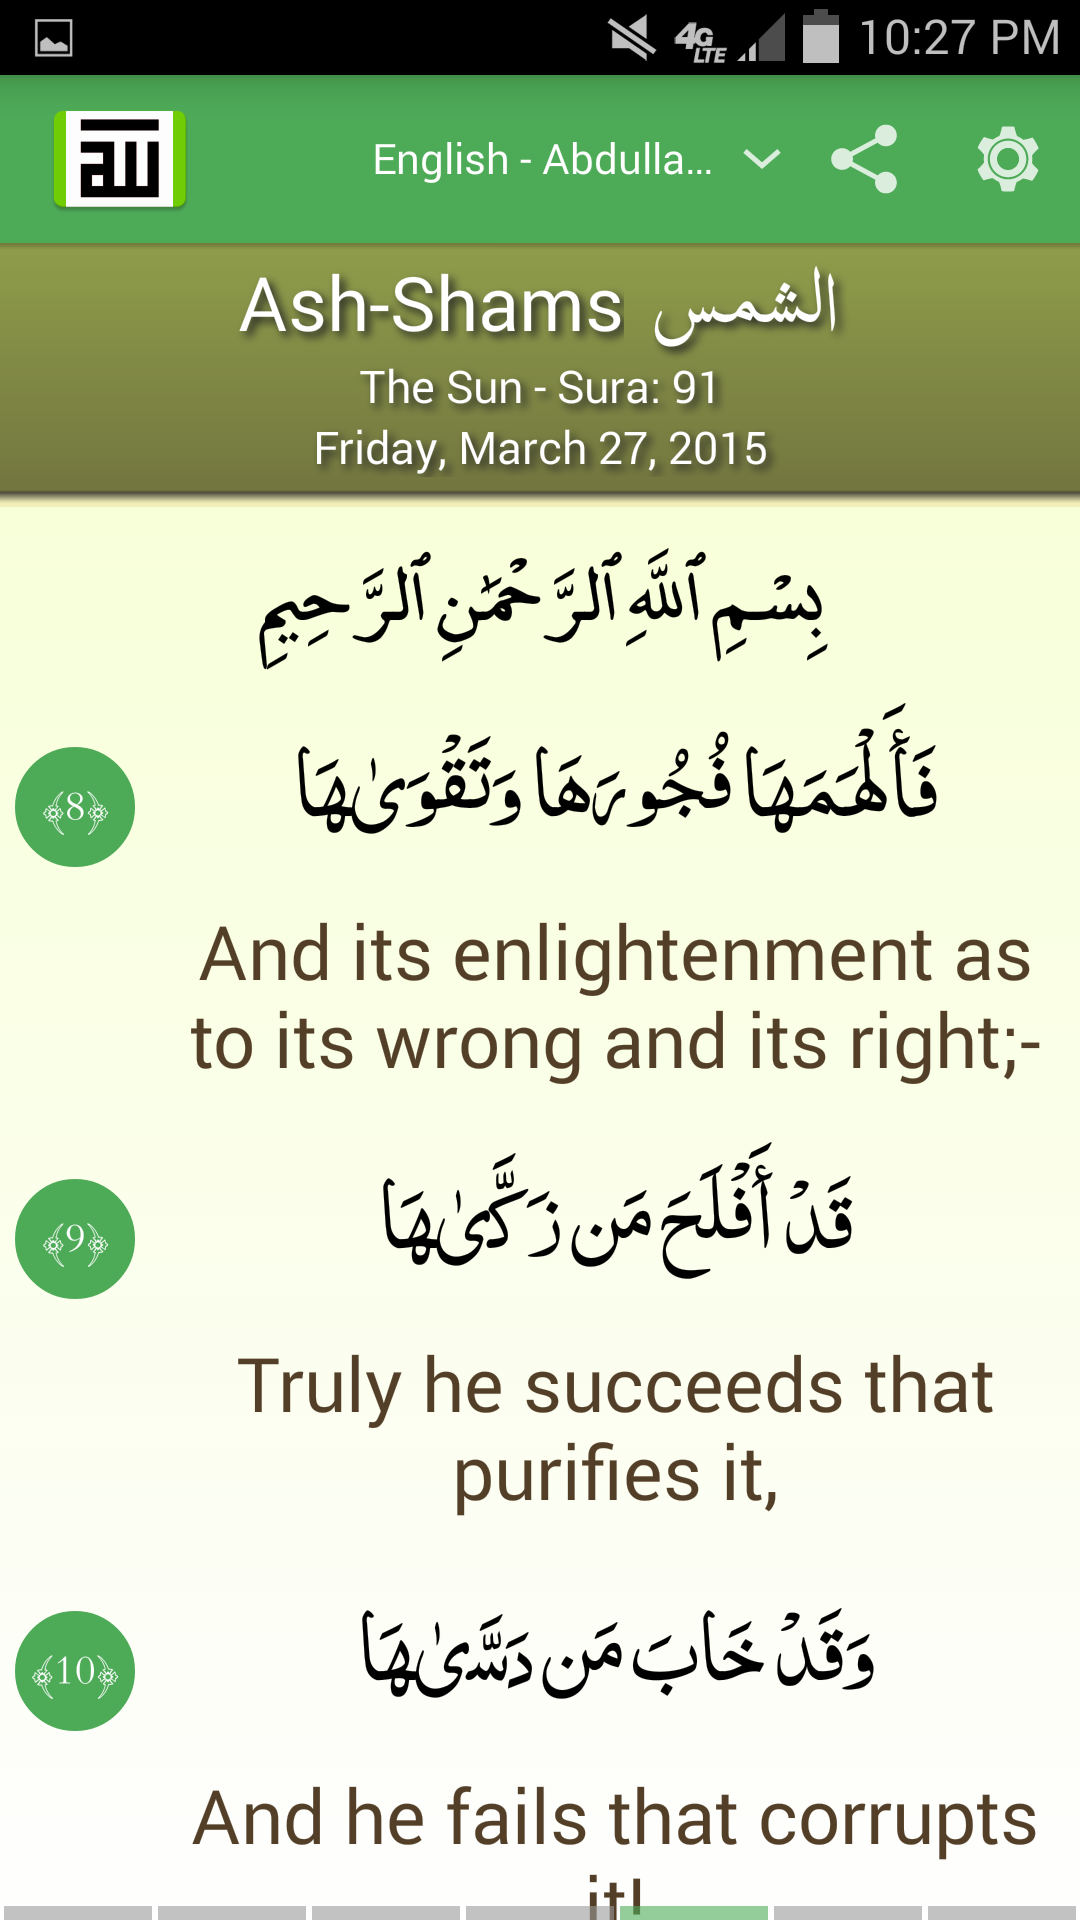 4G LTE 10:27 PM
English - Abdulla...
Ash-Shams الشمس
The Sun - Sura: 91
Friday, March 27, 2015
بِسْمِ ٱللَّهِ ٱلرَّحْمَٰنِ ٱلرَّحِيمِ
﴾8﴿ فَأَلْهَمَهَا فُجُورَهَا وَتَقْوَىٰهَا
And its enlightenment as
to its wrong and its right;-
﴾9﴿ قَدْ أَفْلَحَ مَن زَكَّىٰهَا
Truly he succeeds that
purifies it,
﴾10﴿ وَقَدْ خَابَ مَن دَسَّىٰهَا
And he fails that corrupts
it!